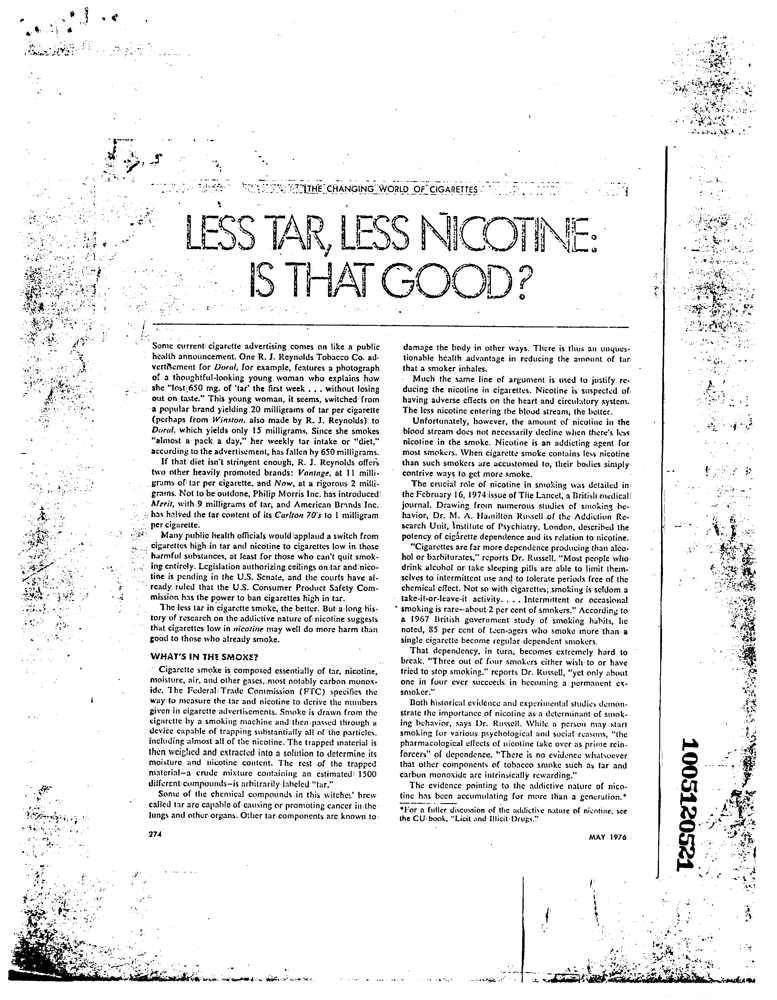 THE CHANGING WORLD OF CIGARETTES
LESS TAR, LESS NICOTINE:
IS THAT GOOD?
Some current cigarette advertising comes on like a public
health announcement. One R. J. Reynolds Tobacco Co. ad-
vertisement for Doral, for example, features a photograph
of a thoughtful-looking young woman who explains how
she "lost 650 mg. of 'tar' the first week . . . without losing
out on taste." This young woman, it seems, switched from
a popular brand yielding 20 milligrams of tar per cigarette
(perhaps from Winston, also made by R. J. Reynolds) to
Doral, which yields only 15 milligrams. Since she smokes
"almost a pack a day," her weekly tar intake or "diet,"
according to the advertisement, has fallen by 650 milligrams.
If that diet isn't stringent enough, R. J. Reynolds offers
two other heavily promoted brands: Vantage, at 11 milli-
grams of tar per cigarette, and Now, at a rigorous 2 milli-
grams. Not to be outdone, Philip Morris Inc. has introduced
Merit, with 9 milligrams of tar, and American Brands Inc.
has halved the tar content of its Carlton 70's to 1 milligram
per cigarette.
Many public health officials would applaud a switch from
cigarettes high in tar and nicotine to cigarettes low in those
harmful substances, at least for those who can't quit smok-
ing entirely. Legislation authorizing ceilings on tar and nico-
tine is pending in the U.S. Senate, and the courts have al-
ready ruled that the U.S. Consumer Product Safety Com-
mission has the power to ban cigarettes high in tar.
The less tar in cigarette smoke, the better. But a long his-
tory of research on the addictive nature of nicotine suggests
that cigarettes low in nicotine may well do more harm than
good to those who already smoke.
WHAT'S IN THE SMOKE?
Cigarette smoke is composed essentially of tar, nicotine,
moisture, air, and other gases, most notably carbon monox-
ide. The Federal Trade Commission (FTC) specifies the
way to measure the tar and nicotine to derive the numbers
given in cigarette advertisements. Smoke is drawn from the
cigarette by a smoking machine and then passed through a
device capable of trapping substantially all of the particles,
including almost all of the nicotine. The trapped material is
then weighed and extracted into a solution to determine its
moisture and nicotine content. The rest of the trapped
material—a crude mixture containing an estimated 1500
different compounds—is arbitrarily labeled "tar."
Some of the chemical compounds in this witches' brew
called tar are capable of causing or promoting cancer in the
lungs and other organs. Other tar components are known to
274
damage the body in other ways. There is thus an unques-
tionable health advantage in reducing the amount of tar
that a smoker inhales.
Much the same line of argument is used to justify re-
ducing the nicotine in cigarettes. Nicotine is suspected of
having adverse effects on the heart and circulatory system.
The less nicotine entering the blood stream, the better.
Unfortunately, however, the amount of nicotine in the
blood stream does not necessarily decline when there's less
nicotine in the smoke. Nicotine is an addicting agent for
most smokers. When cigarette smoke contains less nicotine
than such smokers are accustomed to, their bodies simply
contrive ways to get more smoke.
The crucial role of nicotine in smoking was detailed in
the February 16, 1974 issue of The Lancet, a British medical
journal. Drawing from numerous studies of smoking be-
havior, Dr. M. A. Hamilton Russell of the Addiction Re-
search Unit, Institute of Psychiatry, London, described the
potency of cigarette dependence and its relation to nicotine.
"Cigarettes are far more dependence producing than alco-
hol or barbiturates," reports Dr. Russell. "Most people who
drink alcohol or take sleeping pills are able to limit them-
selves to intermittent use and to tolerate periods free of the
chemical effect. Not so with cigarettes; smoking is seldom a
take-it-or-leave-it activity. . . . Intermittent or occasional
smoking is rare—about 2 per cent of smokers." According to
a 1967 British government study of smoking habits, he
noted, 85 per cent of teen-agers who smoke more than a
single cigarette become regular dependent smokers.
That dependency, in turn, becomes extremely hard to
break. "Three out of four smokers either wish to or have
tried to stop smoking," reports Dr. Russell, "yet only about
one in four ever succeeds in becoming a permanent ex-
smoker."
Both historical evidence and experimental studies demon-
strate the importance of nicotine as a determinant of smok-
ing behavior, says Dr. Russell. While a person may start
smoking for various psychological and social reasons, "the
pharmacological effects of nicotine take over as prime rein-
forcers" of dependence. "There is no evidence whatsoever
that other components of tobacco smoke such as tar and
carbon monoxide are intrinsically rewarding."
The evidence pointing to the addictive nature of nico-
tine has been accumulating for more than a generation.*
*For a fuller discussion of the addictive nature of nicotine, see
the CU book, "Licit and Illicit Drugs."
MAY 1976
1005120521